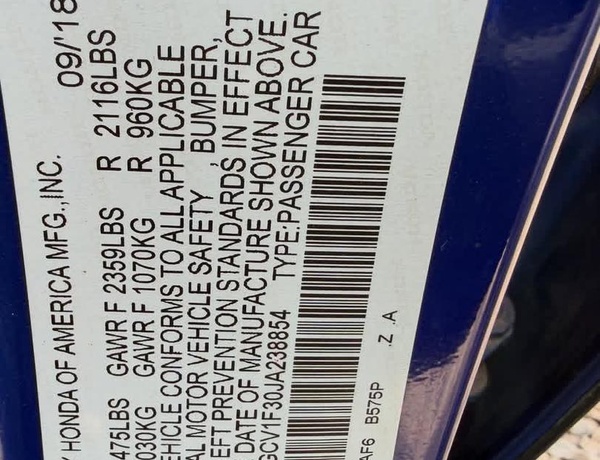 Y HONDA OF AMERICA MFG.,INC. 09/'18
475LBS GAWR F 2359LBS R 2116LBS
030KG GAWR F 1070KG R 960KG
EHICLE CONFORMS TO ALL APPLICABLE
AL MOTOR VEHICLE SAFETY , BUMPER,
EFT PREVENTION STANDARDS IN EFFECT
DATE OF MANUFACTURE SHOWN ABOVE.
GCV1F30JA238854 TYPE:PASSENGER CAR
AF6 B575P .Z .A